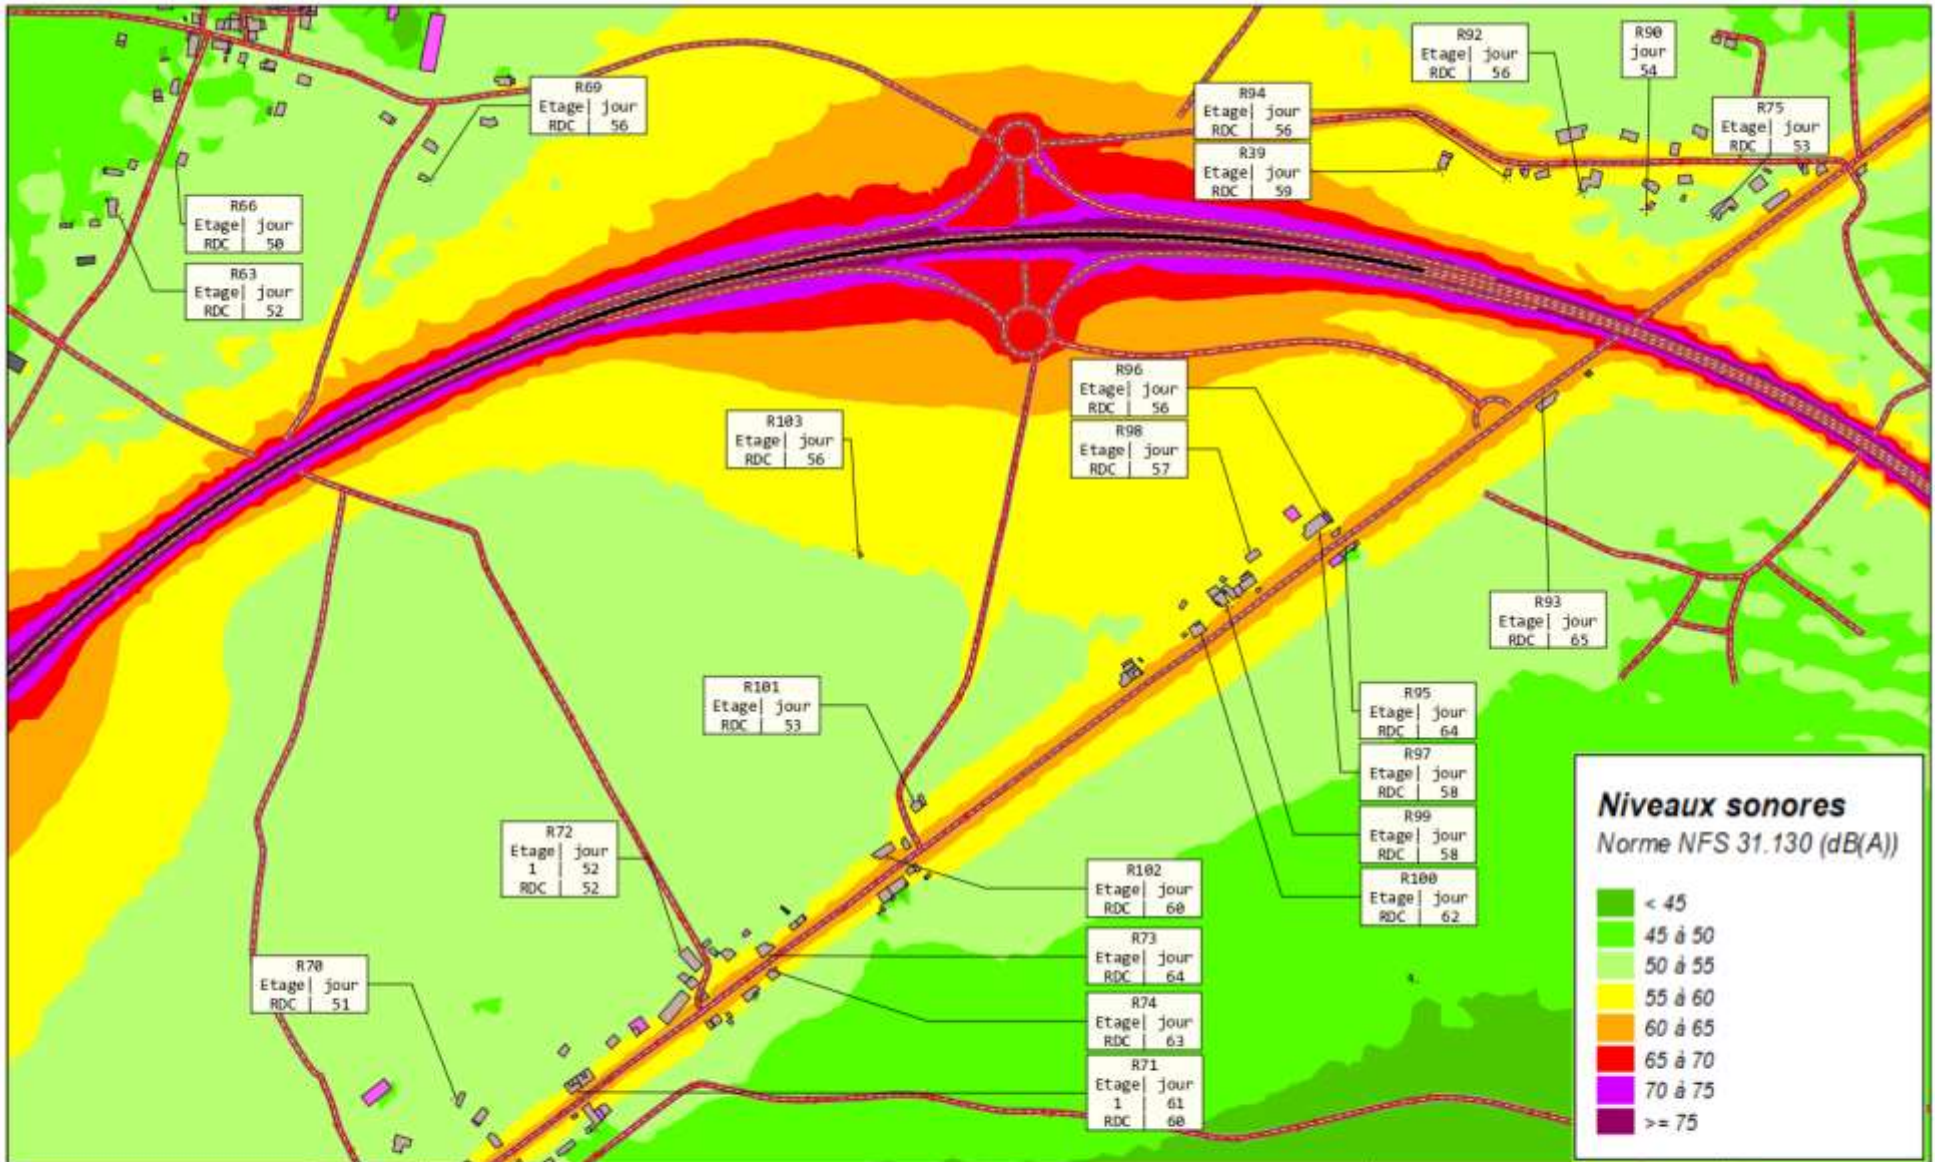 R92
Etage| jour
RDC | 56
R90
jour
54
R69
Etage| jour
RDC | 56
R94
Etage| jour
RDC | 56
R75
Etage| jour
RDC | 53
R39
Etage| jour
RDC | 59
R66
Etage| jour
RDC | 50
R63
Etage| jour
RDC | 52
R96
Etage| jour
RDC | 56
R103
Etage| jour
RDC | 56
R98
Etage| jour
RDC | 57
R93
Etage| jour
RDC | 65
R101
Etage| jour
RDC | 53
R95
Etage| jour
RDC | 64
R97
Etage| jour
RDC | 58
R99
Etage| jour
RDC | 58
R100
Etage| jour
RDC | 62
R72
Etage| jour
1 | 52
RDC | 52
R102
Etage| jour
RDC | 60
R73
Etage| jour
RDC | 64
R70
Etage| jour
RDC | 51
R74
Etage| jour
RDC | 63
R71
Etage| jour
1 | 61
RDC | 60
Niveaux sonores
Norme NFS 31.130 (dB(A))
< 45
45 à 50
50 à 55
55 à 60
60 à 65
65 à 70
70 à 75
>= 75